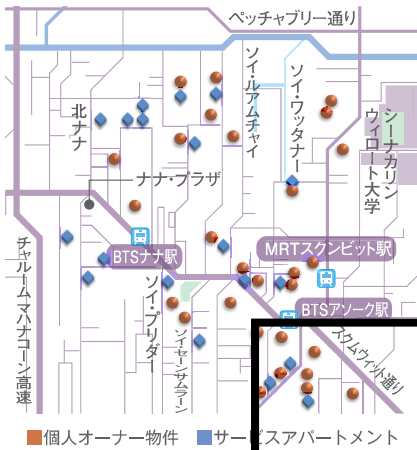 ペッチャブリー通り
ソイ・ルアムチャイ
ソイ・ワッタナー
シーナカリン
ウィロート大学
北ナナ
ナナ・プラザ
BTSナナ駅
MRTスクンビット駅
チャルームマハナコーン高速
ソイ・プリダー
ソイ・セーンサムラーン
BTSアソーク駅
スクムウィット通り
個人オーナー物件
サービスアパートメント